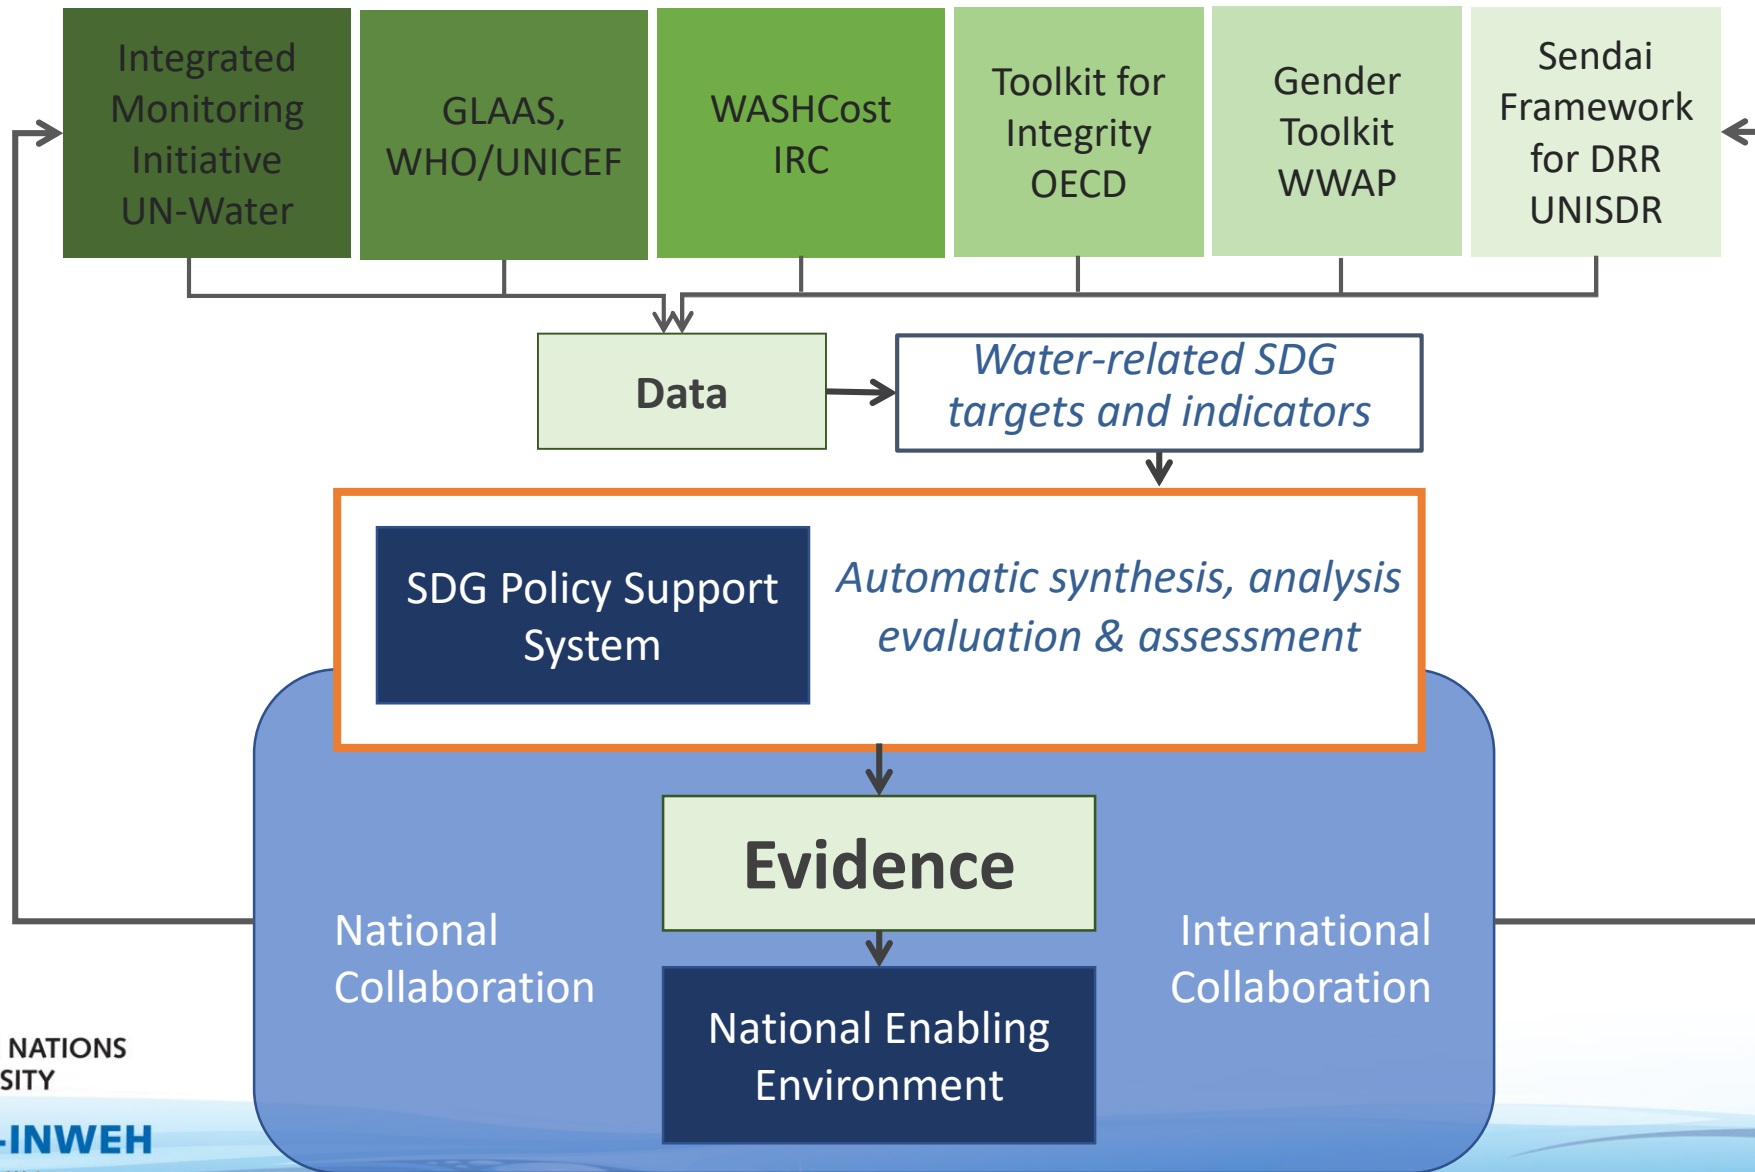 Integrated
Monitoring
Initiative
UN-Water
GLAAS,
WHO/UNICEF
WASHCost
IRC
Toolkit for
Integrity
OECD
Gender
Toolkit
WWAP
Sendai
Framework
for DRR
UNISDR
Data
Water-related SDG
targets and indicators
SDG Policy Support
System
Automatic synthesis, analysis
evaluation & assessment
Evidence
National
Collaboration
International
Collaboration
National Enabling
Environment
NATIONS
SITY
-INWEH